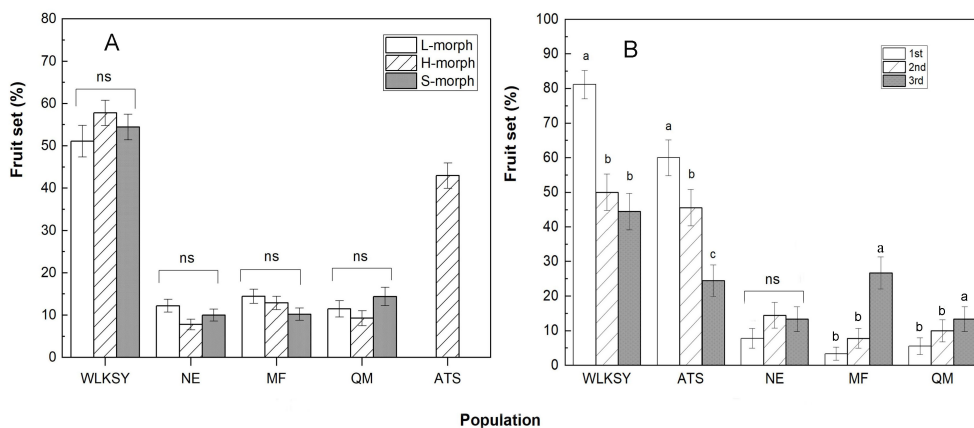 A
L-morph
H-morph
S-morph
ns
ns
ns
ns
80
70
60
50
40
30
20
10
0
Fruit set (%)
WLKSY NE MF QM ATS
B
1st
2nd
3rd
a
b
b
a
b
c
ns
b
b
a
b
b
a
100
90
80
70
60
50
40
30
20
10
0
Fruit set (%)
WLKSY ATS NE MF QM
Population